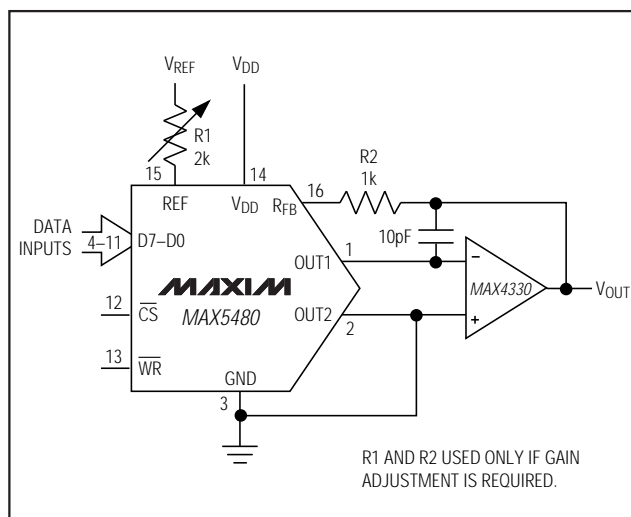 VREF
VDD
R1
2k
15
14
16
R2
1k
REF
VDD
RFB
DATA
INPUTS
4–11
D7–D0
10pF
1
OUT1
−
MAXIM
MAX5480
MAX4330
VOUT
12
CS
OUT2
2
+
13
WR
GND
3
R1 AND R2 USED ONLY IF GAIN
ADJUSTMENT IS REQUIRED.